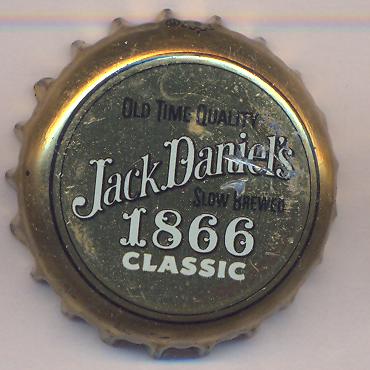 OLD TIME QUALITY
Jack Daniel's
SLOW BREWED
1866
CLASSIC